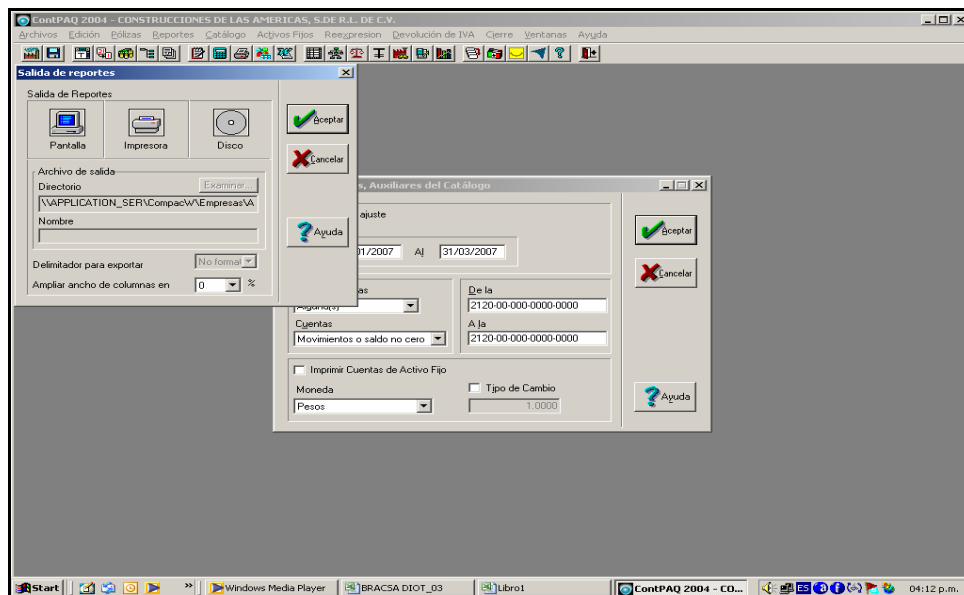 ContPAQ 2004 - CONSTRUCCIONES DE LAS AMERICAS, S.DE R.L. DE C.V.
Archivos Edición Pólizas Reportes Catálogo Activos Fijos Reexpresion Devolución de IVA Cierre Ventanas Ayuda
Salida de reportes
Salida de Reportes
Pantalla Impresora Disco
Aceptar
Cancelar
Ayuda
Archivo de salida
Directorio Examinar...
\\APPLICATION_SER\CompacW\Empresas\A
Nombre
Delimitador para exportar No format
Ampliar ancho de columnas en 0 %
s, Auxiliares del Catálogo
ajuste
01/2007 Al 31/03/2007
as
De la
2120-00-000-0000-0000
Cuentas
A la
Movimientos o saldo no cero
2120-00-000-0000-0000
Imprimir Cuentas de Activo Fijo
Moneda
Tipo de Cambio
Pesos
1.0000
Aceptar
Cancelar
Ayuda
Start » Windows Media Player BRACSA DIOT_03 Libro1 ContPAQ 2004 - CO... ES 04:12 p.m.